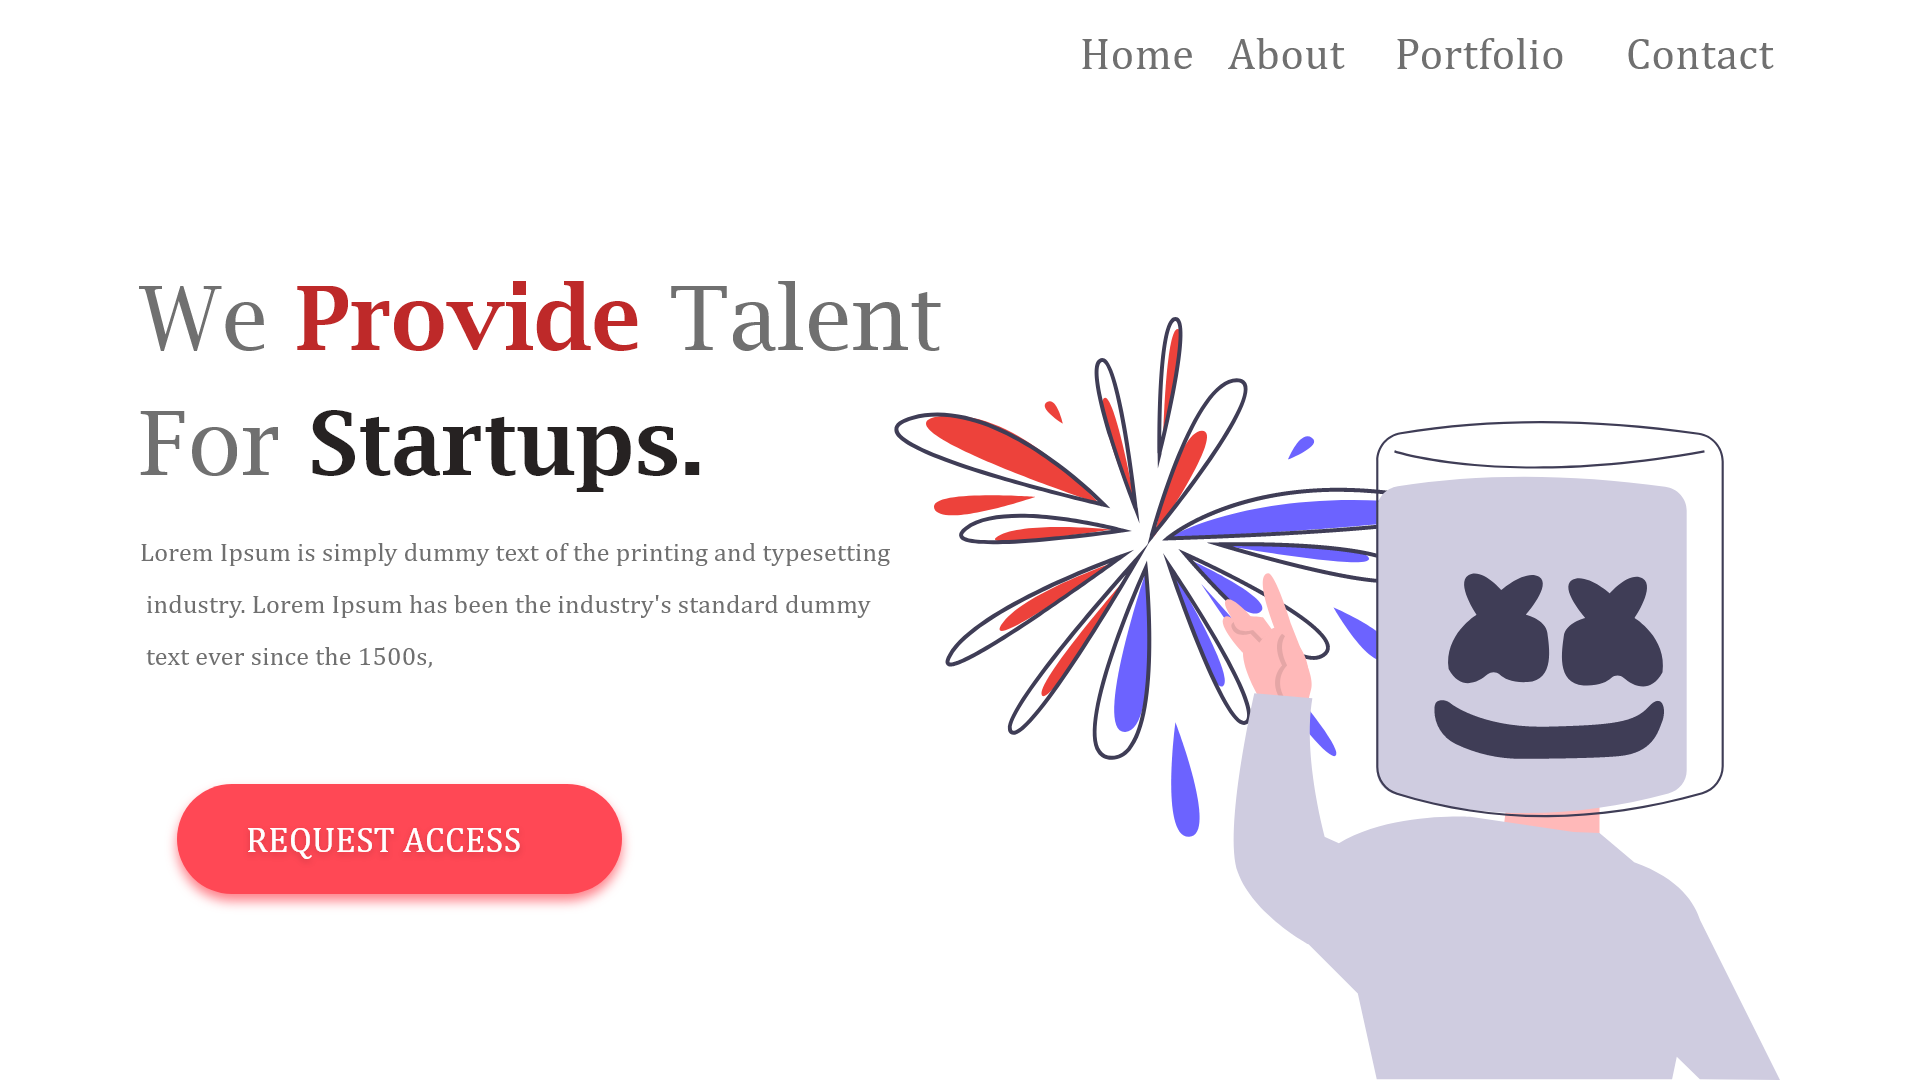 Home About Portfolio Contact
We Provide Talent
For Startups.
Lorem Ipsum is simply dummy text of the printing and typesetting
industry. Lorem Ipsum has been the industry's standard dummy
text ever since the 1500s,
REQUEST ACCESS